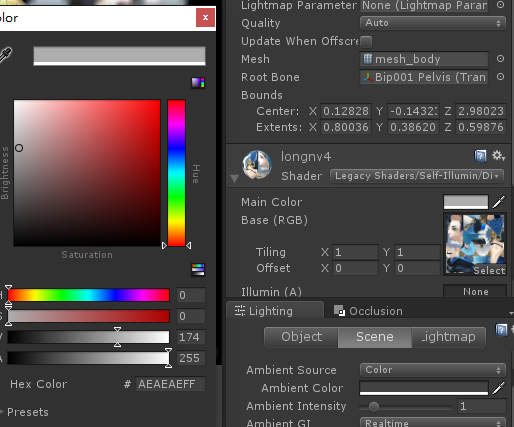 olor
Brightness
Hue
Saturation
H 0
S 0
V 174
A 255
Hex Color # AEAEAEFF
Presets
Lightmap Parameter None (Lightmap Parar
Quality Auto
Update When Offscre
Mesh mesh_body
Root Bone Bip001 Pelvis (Tran
Bounds
Center: X 0.12828 Y -0.1432 Z 2.98023
Extents: X 0.80036 Y 0.38620 Z 0.59876
longnv4
Shader Legacy Shaders/Self-Illumin/Di
Main Color
Base (RGB)
Tiling X 1 Y 1
Offset X 0 Y 0
Select
Illumin (A) None
Lighting Occlusion
Object Scene Lightmap
Ambient Source Color
Ambient Color
Ambient Intensity 1
Ambient GI Realtime